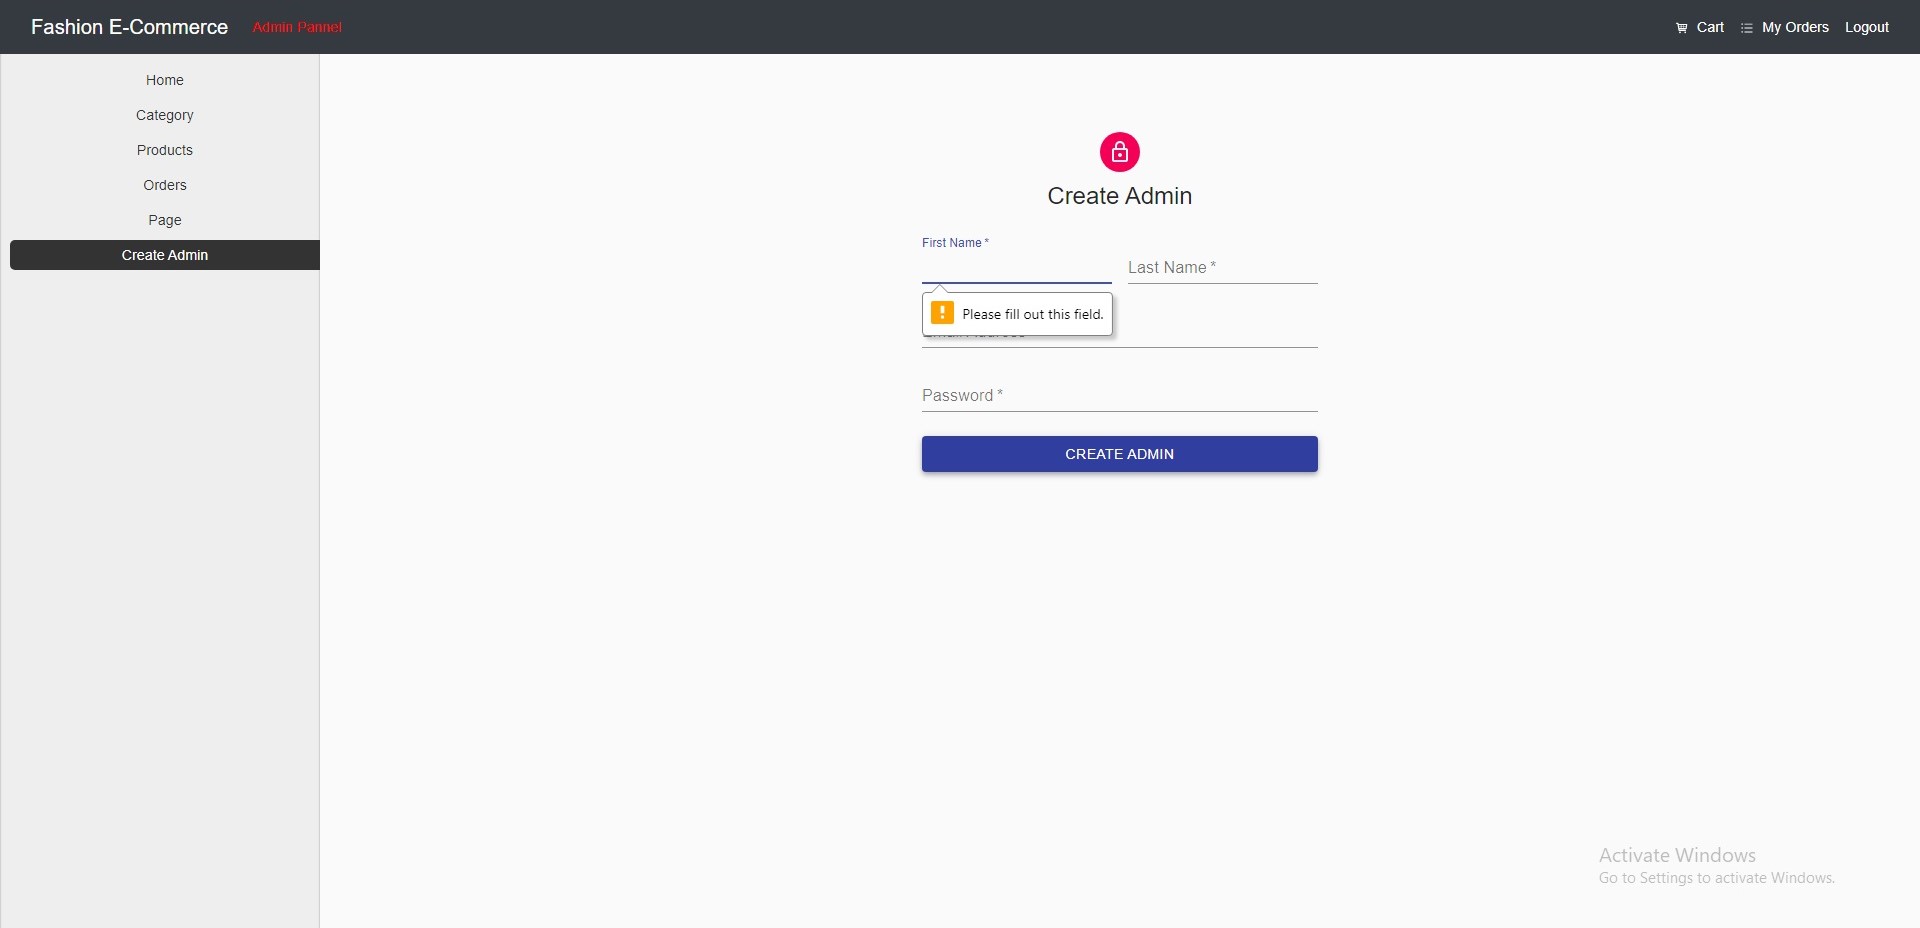 Fashion E-Commerce Admin Pannel Cart My Orders Logout
Home
Category
Products
Orders
Page
Create Admin
Create Admin
First Name *
Last Name *
Please fill out this field.
Password *
CREATE ADMIN
Activate Windows
Go to Settings to activate Windows.